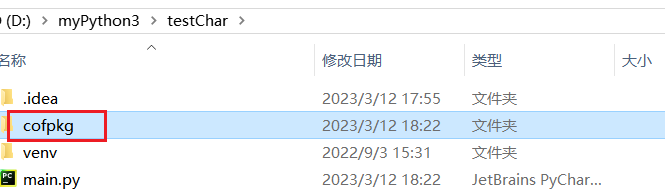 (D:) › myPython3 › testChar ›
名称 修改日期 类型 大小
.idea 2023/3/12 17:55 文件夹
cofpkg 2023/3/12 18:22 文件夹
venv 2022/9/3 15:31 文件夹
PC main.py 2023/3/12 18:22 JetBrains PyChar...